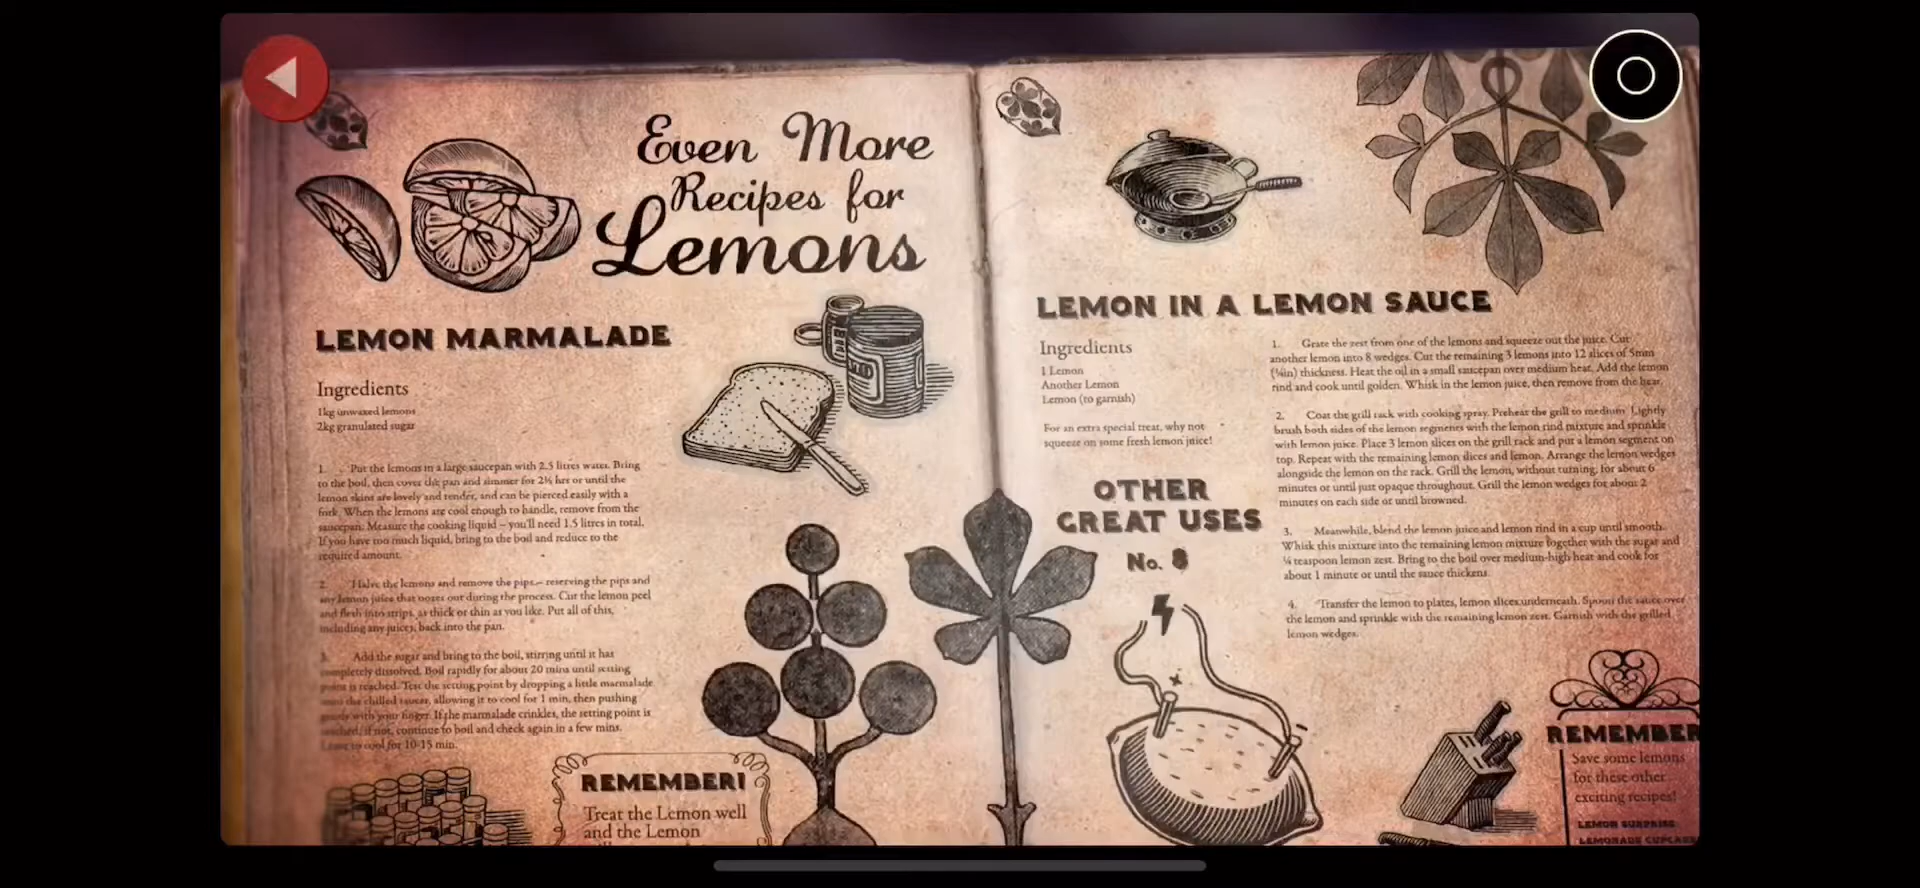 Even More
Recipes for
Lemons
LEMON MARMALADE
Ingredients
1kg unwaxed lemons
2kg granulated sugar
1. Put the lemons in a large saucepan with 2.5 litres water. Bring
to the boil, then cover the pan and simmer for 2½ hrs or until the
lemon skins are lovely and tender, and can be pierced easily with a
fork. When the lemons are cool enough to handle, remove from the
saucepan. Measure the cooking liquid – you'll need 1.5 litres in total.
If you have too much liquid, bring to the boil and reduce to the
required amount.
2. Halve the lemons and remove the pips – reserving the pips and
any lemon juice that oozes out during the process. Cut the lemon peel
and flesh into strips, as thick or thin as you like. Put all of this,
including any juices, back into the pan.
3. Add the sugar and bring to the boil, stirring until it has
completely dissolved. Boil rapidly for about 20 mins until setting
point is reached. Test the setting point by dropping a little marmalade
onto the chilled saucer, allowing it to cool for 1 min, then pushing
gently with your finger. If the marmalade crinkles, the setting point is
reached, if not, continue to boil and check again in a few mins.
Leave to cool for 10-15 min.
REMEMBER!
Treat the Lemon well
and the Lemon
LEMON IN A LEMON SAUCE
Ingredients
1 Lemon
Another Lemon
Lemon (to garnish)
For an extra special treat, why not
squeeze on some fresh lemon juice!
1. Grate the zest from one of the lemons and squeeze out the juice. Cut
another lemon into 8 wedges. Cut the remaining 3 lemons into 12 slices of 5mm
(¼in) thickness. Heat the oil in a small saucepan over medium heat. Add the lemon
rind and cook until golden. Whisk in the lemon juice, then remove from the heat.
2. Coat the grill rack with cooking spray. Preheat the grill to medium. Lightly
brush both sides of the lemon segments with the lemon rind mixture and sprinkle
with lemon juice. Place 3 lemon slices on the grill rack and put a lemon segment on
top. Repeat with the remaining lemon slices and lemon. Arrange the lemon wedges
alongside the lemon on the rack. Grill the lemon, without turning, for about 6
minutes or until just opaque throughout. Grill the lemon wedges for about 2
minutes on each side or until browned.
3. Meanwhile, blend the lemon juice and lemon rind in a cup until smooth.
Whisk this mixture into the remaining lemon mixture together with the sugar and
¼ teaspoon lemon zest. Bring to the boil over medium-high heat and cook for
about 1 minute or until the sauce thickens.
4. Transfer the lemon to plates, lemon slices underneath. Spoon the sauce over
the lemon and sprinkle with the remaining lemon zest. Garnish with the grilled
lemon wedges.
OTHER
GREAT USES
No. 8
REMEMBER
Save some lemons
for these other
exciting recipes!
LEMON SURPRISE
LEMONADE CUPCAKE